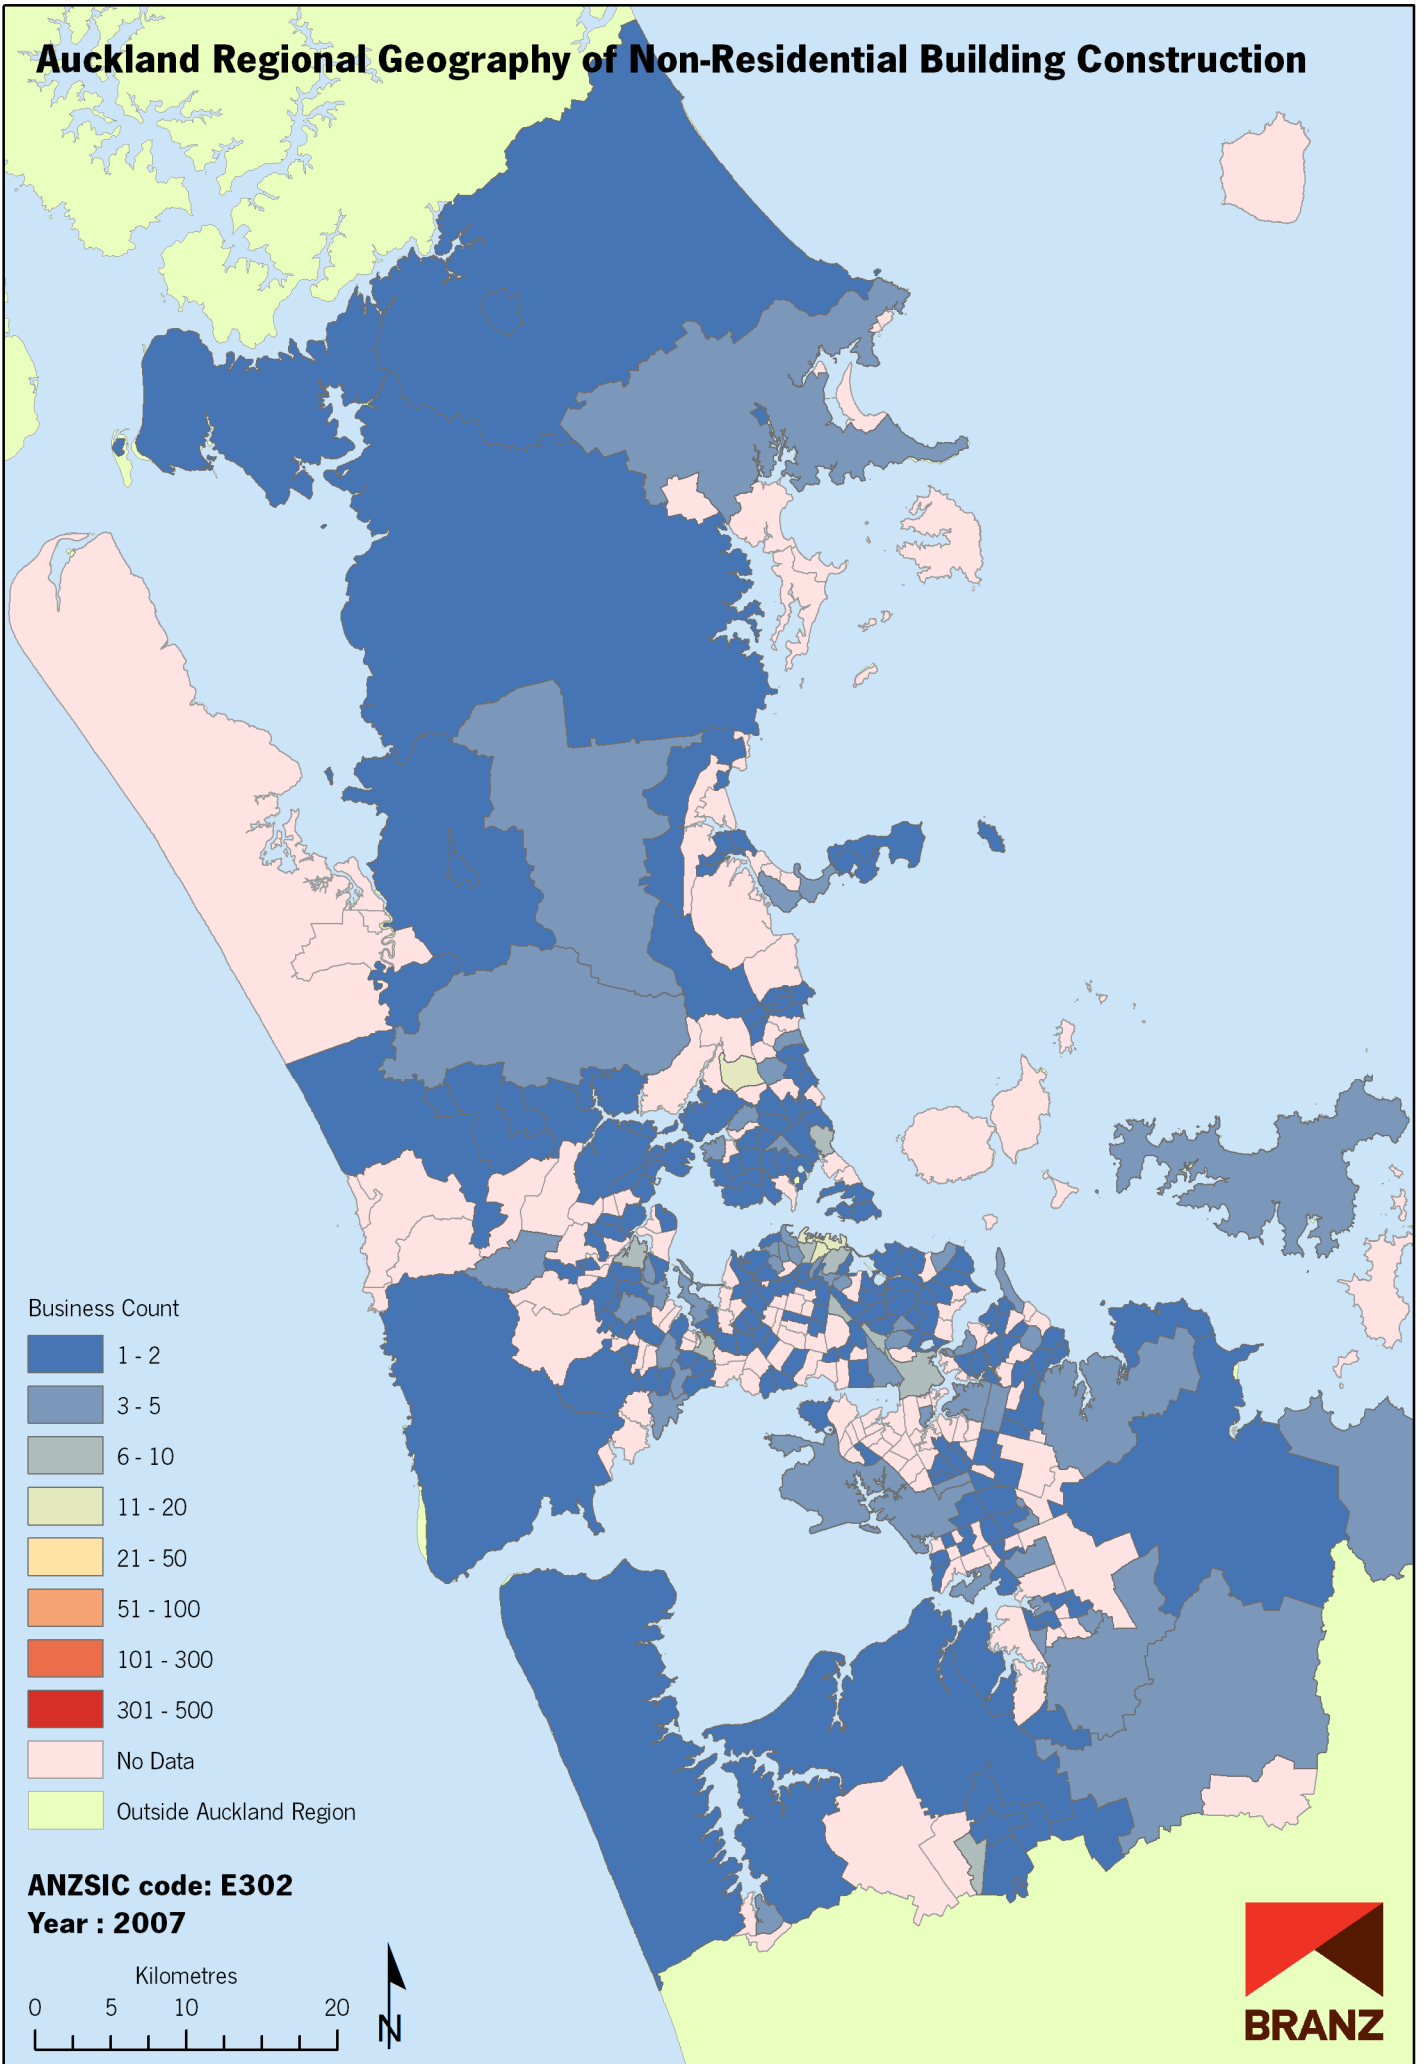 Auckland Regional Geography of Non-Residential Building Construction
Business Count
1 - 2
3 - 5
6 - 10
11 - 20
21 - 50
51 - 100
101 - 300
301 - 500
No Data
Outside Auckland Region
ANZSIC code: E302
Year : 2007
Kilometres
0 5 10 20
N
BRANZ